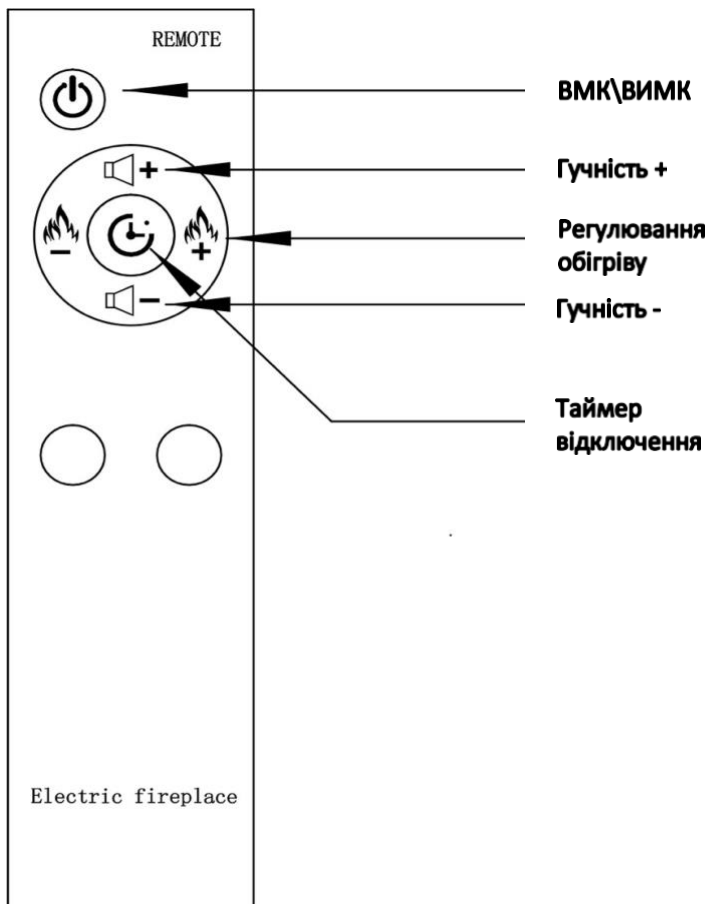 REMOTE
ВМК\ВИМК
Гучність +
Регулювання
обігріву
Гучність -
Таймер
відключення
Electric fireplace